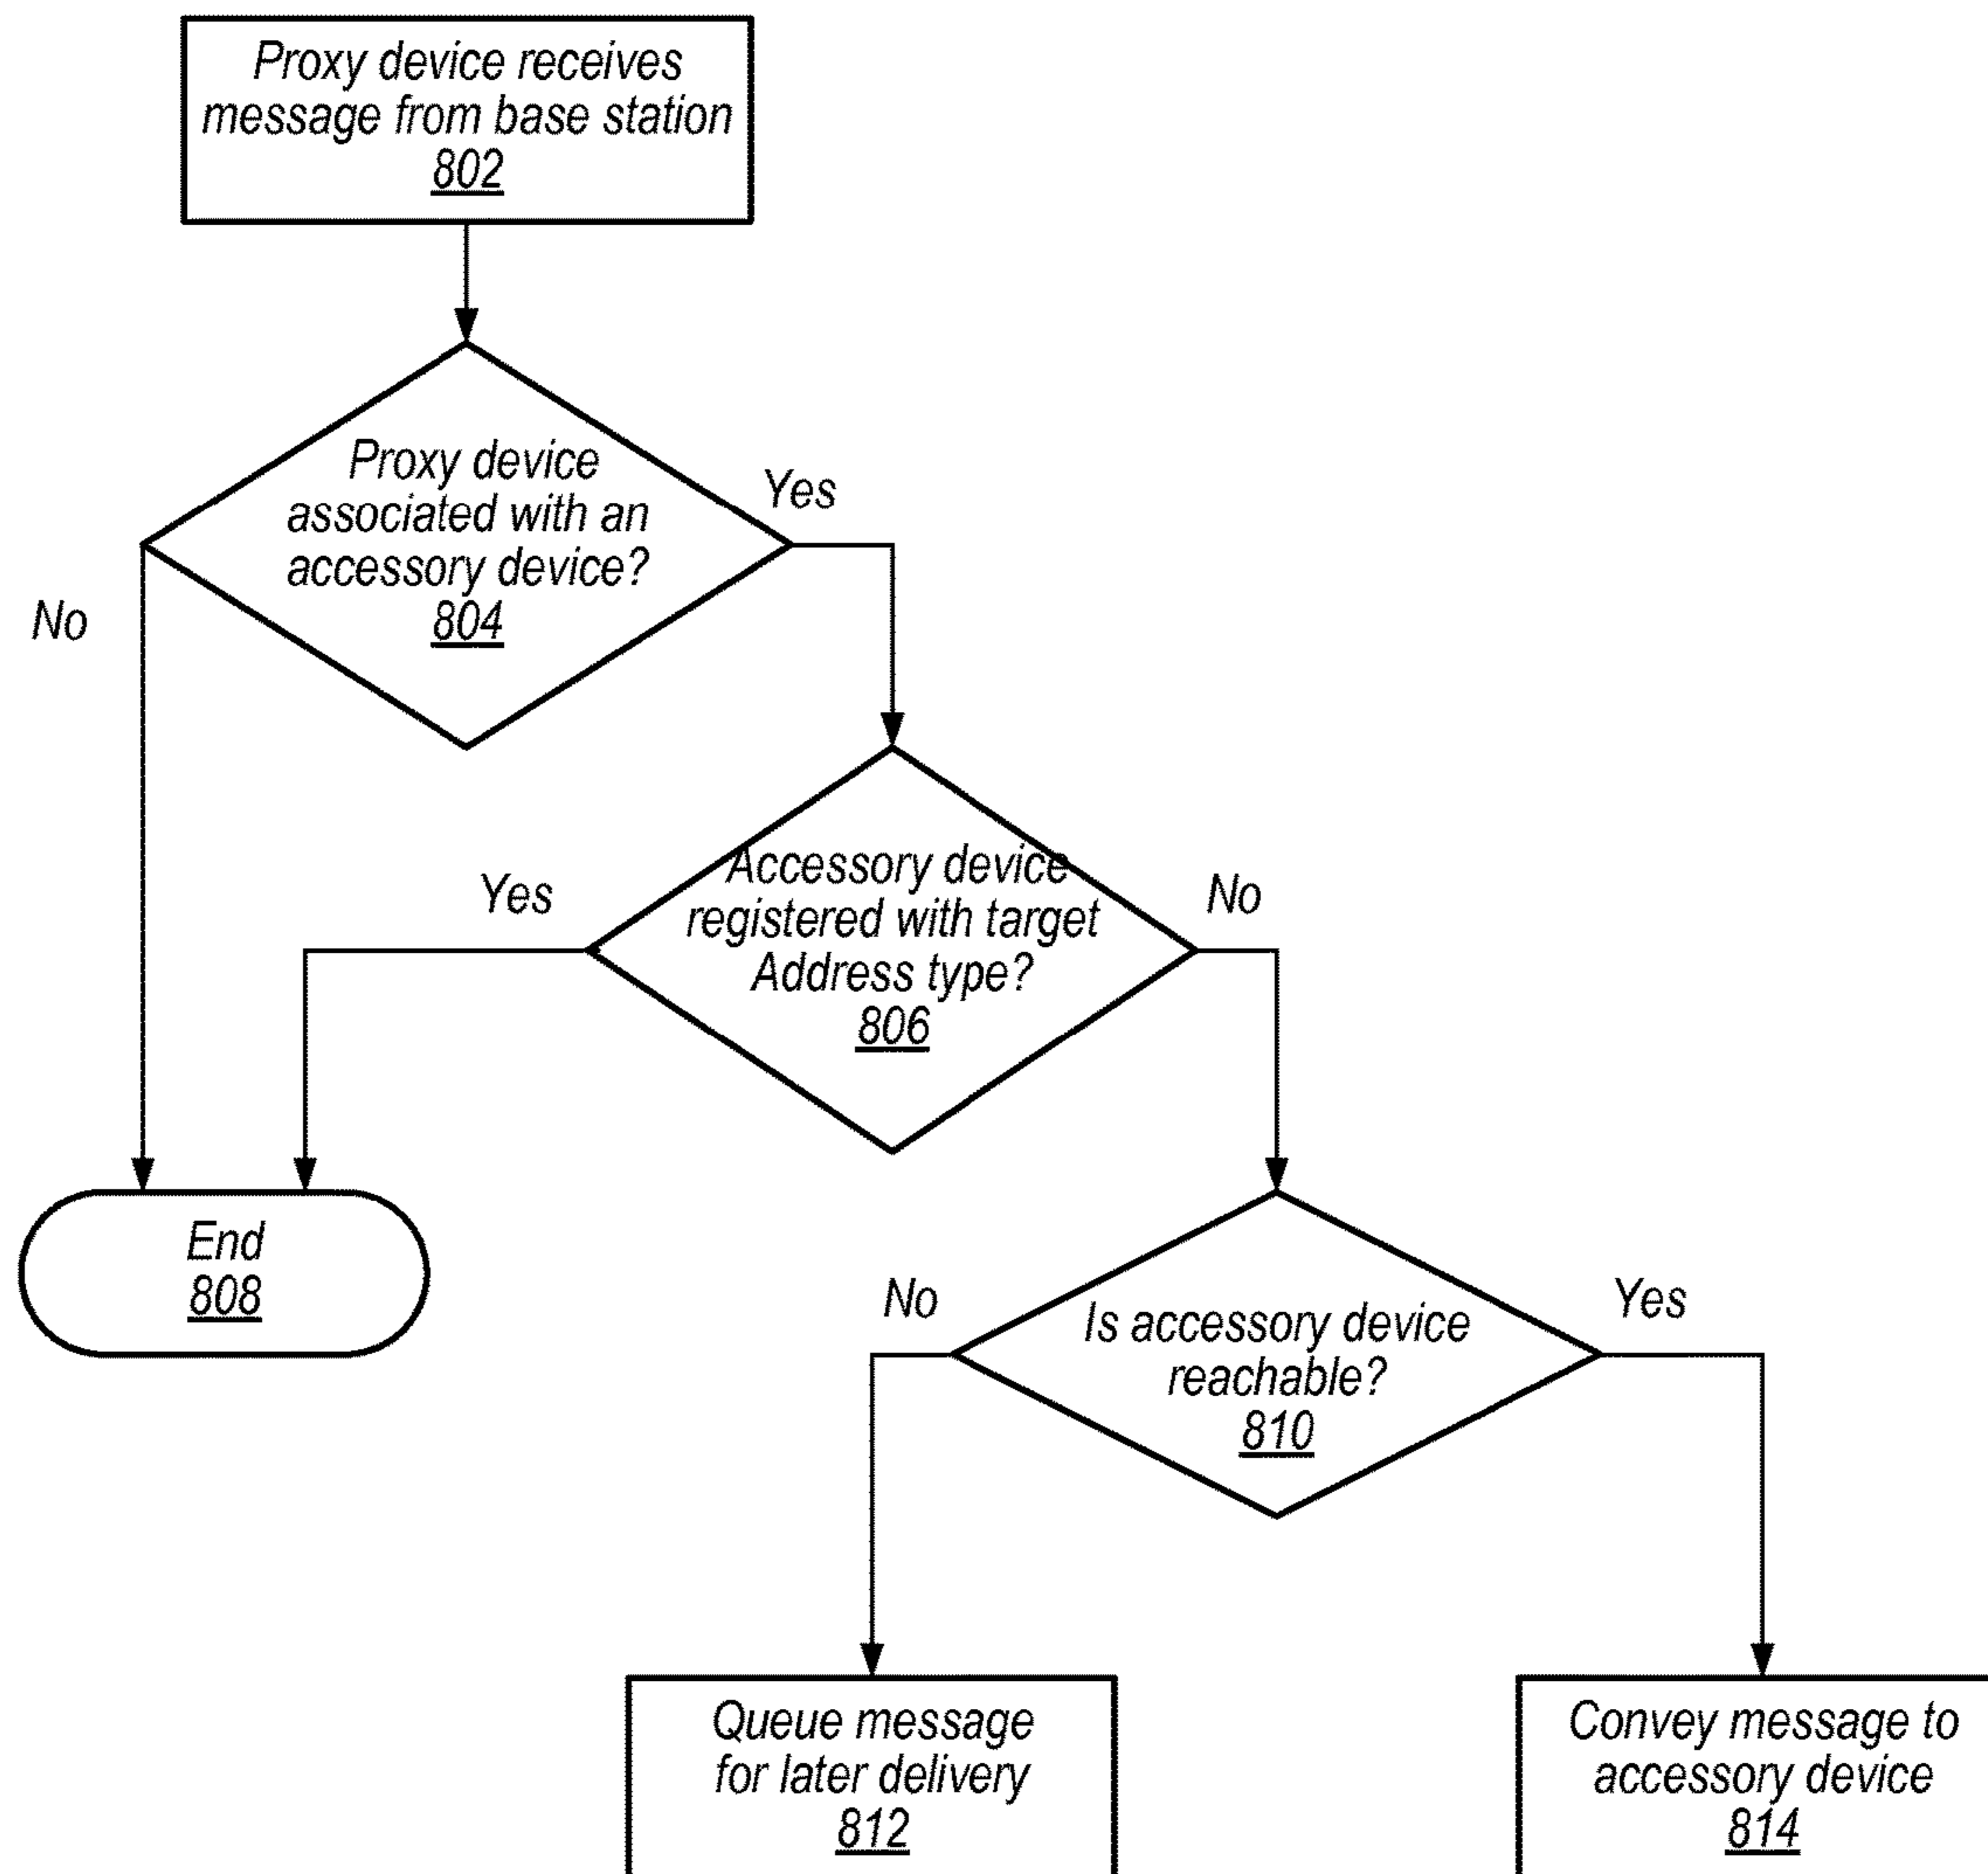 Proxy device receives
message from base station
802
Proxy device
associated with an
accessory device?
804
Yes
No
Accessory device
registered with target
Address type?
806
Yes
No
End
808
Is accessory device
reachable?
810
No
Yes
Queue message
for later delivery
812
Convey message to
accessory device
814